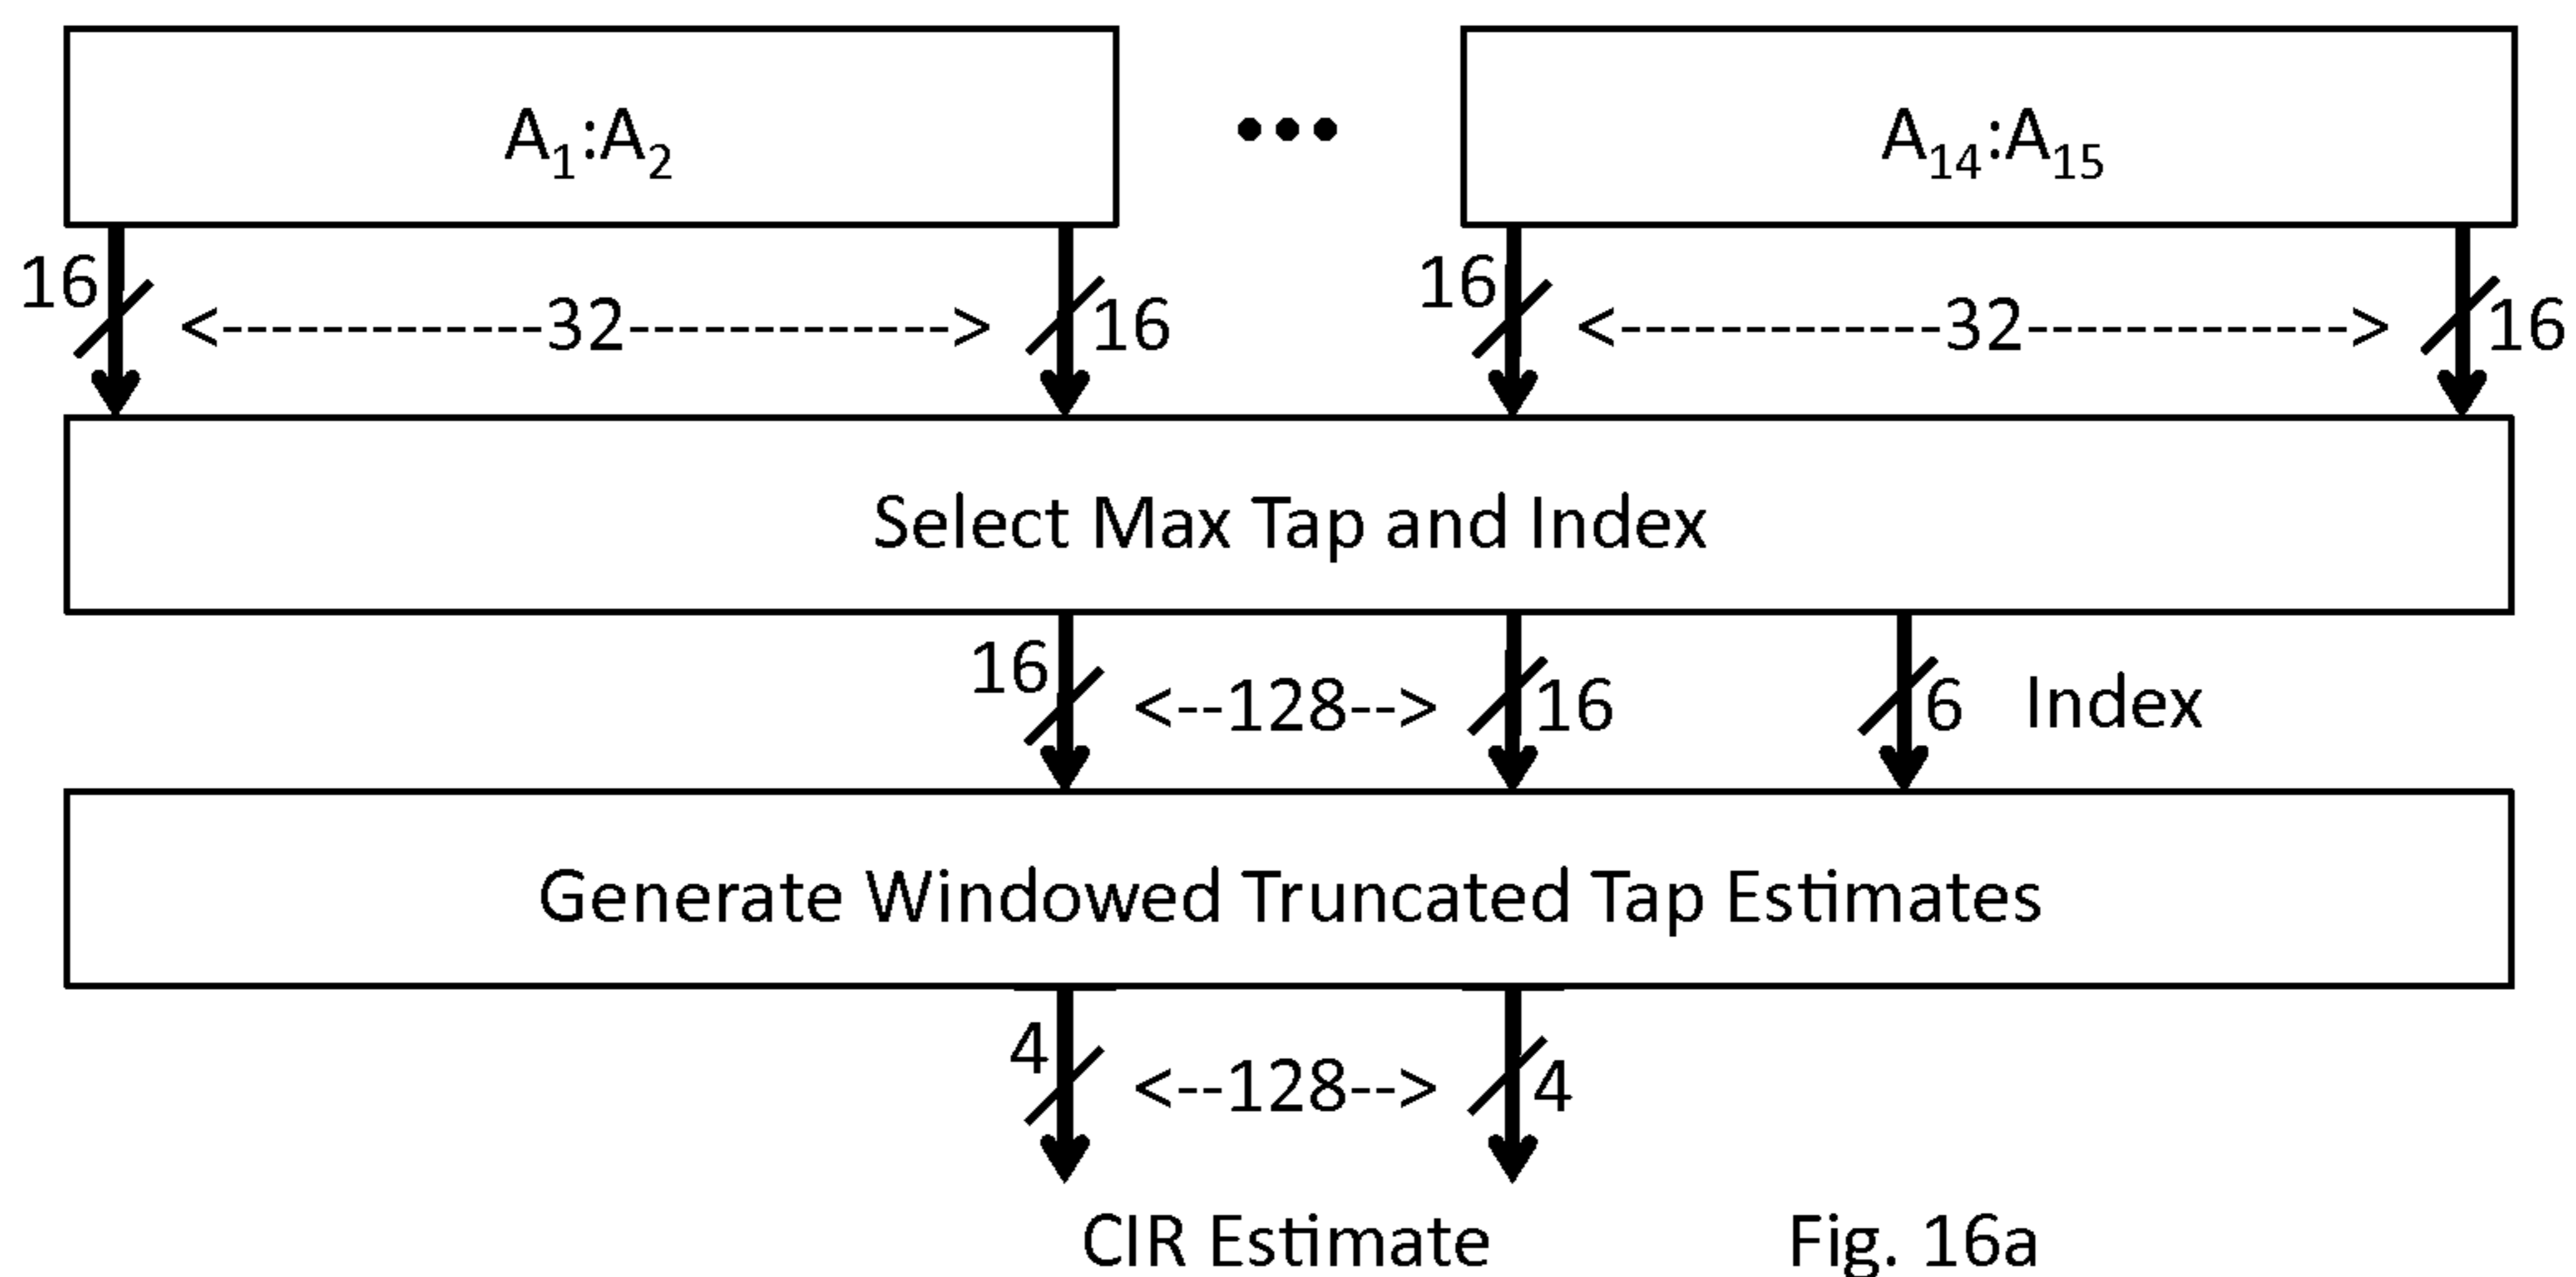 A1:A2 ••• A14:A15
16 <-------------32-------------> 16 16 <-------------32-------------> 16
Select Max Tap and Index
16 <--128--> 16 6 Index
Generate Windowed Truncated Tap Estimates
4 <--128--> 4
CIR Estimate Fig. 16a